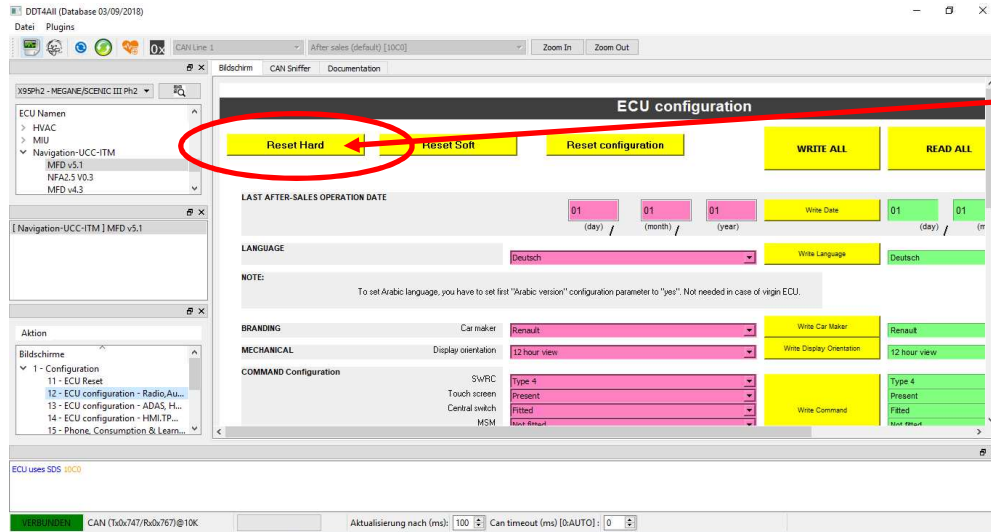 DDT4All (Database 03/09/2018)
Datei Plugins
CAN Line 1 After sales (default) [10C0] Zoom In Zoom Out
Bildschirm CAN Sniffer Documentation
X95Ph2 - MEGANE/SCENIC III Ph2
ECU Namen
> HVAC
> MIU
Navigation-UCC-ITM
MFD v5.1
NFA2.5 V0.3
MFD v4.3
[ Navigation-UCC-ITM ] MFD v5.1
Aktion
Bildschirme
1 - Configuration
11 - ECU Reset
12 - ECU configuration - Radio,Au...
13 - ECU configuration - ADAS, H...
14 - ECU configuration - HMI.TP...
15 - Phone, Consumption & Learn...
ECU configuration
Reset Hard Reset Soft Reset configuration WRITE ALL READ ALL
LAST AFTER-SALES OPERATION DATE
01 01 01 Write Date 01 01
(day) / (month) / (year) (day) /
LANGUAGE
Deutsch Write Language Deutsch
NOTE:
To set Arabic language, you have to set first "Arabic version" configuration parameter to "yes". Not needed in case of virgin ECU.
BRANDING Car maker Renault Write Car Maker Renault
MECHANICAL Display orientation 12 hour view Write Display Orientation 12 hour view
COMMAND Configuration
SWRC Type 4 Type 4
Touch screen Present Present
Central switch Fitted Write Command Fitted
MSM Not fitted Not fitted
ECU uses SDS 10C0
VERBUNDEN CAN (Tx0x747/Rx0x767)@10K Aktualisierung nach (ms): 100 Can timeout (ms) [0:AUTO] : 0